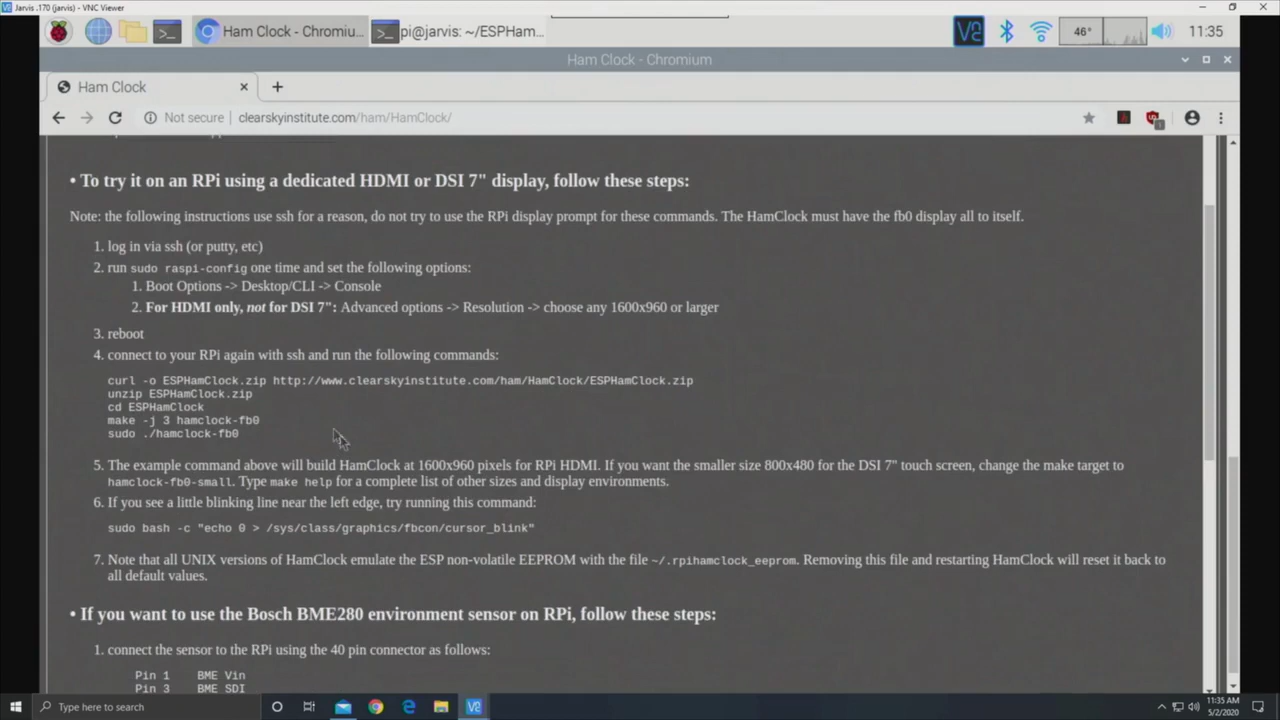 Jarvis .170 (jarvis) - VNC Viewer
Ham Clock - Chromiu...
pi@jarvis: ~/ESPHam...
46°
11:35
Ham Clock - Chromium
Ham Clock
Not secure
clearskyinstitute.com/ham/HamClock/
• To try it on an RPi using a dedicated HDMI or DSI 7" display, follow these steps:
Note: the following instructions use ssh for a reason, do not try to use the RPi display prompt for these commands. The HamClock must have the fb0 display all to itself.
1. log in via ssh (or putty, etc)
2. run sudo raspi-config one time and set the following options:
1. Boot Options -> Desktop/CLI -> Console
2. For HDMI only, not for DSI 7": Advanced options -> Resolution -> choose any 1600x960 or larger
3. reboot
4. connect to your RPi again with ssh and run the following commands:
curl -o ESPHamClock.zip http://www.clearskyinstitute.com/ham/HamClock/ESPHamClock.zip
unzip ESPHamClock.zip
cd ESPHamClock
make -j 3 hamclock-fb0
sudo ./hamclock-fb0
5. The example command above will build HamClock at 1600x960 pixels for RPi HDMI. If you want the smaller size 800x480 for the DSI 7" touch screen, change the make target to
hamclock-fb0-small. Type make help for a complete list of other sizes and display environments.
6. If you see a little blinking line near the left edge, try running this command:
sudo bash -c "echo 0 > /sys/class/graphics/fbcon/cursor_blink"
7. Note that all UNIX versions of HamClock emulate the ESP non-volatile EEPROM with the file ~/.rpihamclock_eeprom. Removing this file and restarting HamClock will reset it back to
all default values.
• If you want to use the Bosch BME280 environment sensor on RPi, follow these steps:
1. connect the sensor to the RPi using the 40 pin connector as follows:
Pin 1 BME Vin
Pin 3 BME SDI
Type here to search
11:35 AM
5/2/2020